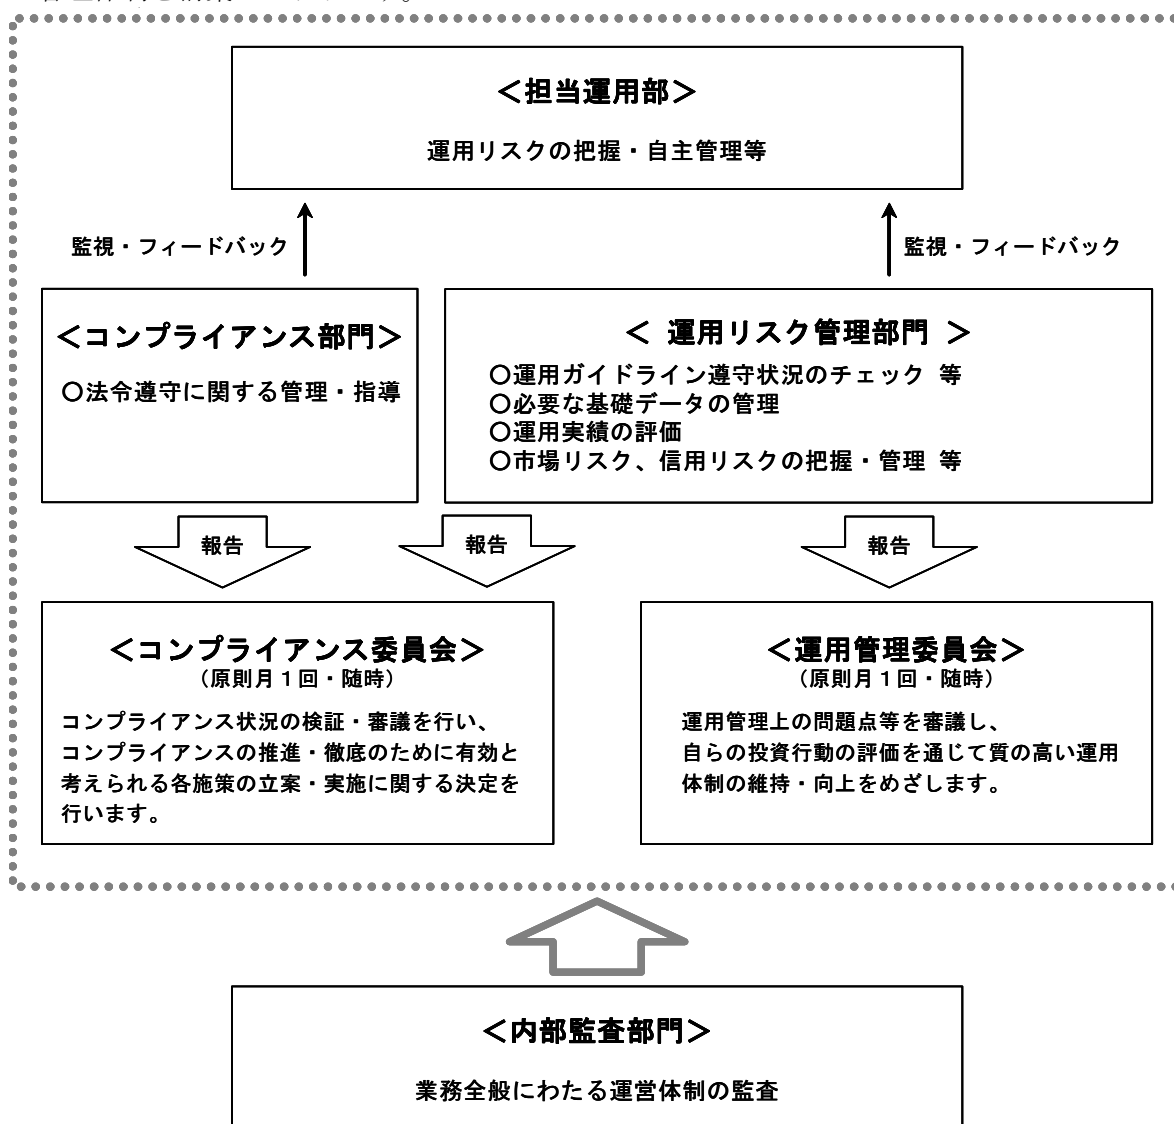 ＜担当運用部＞
運用リスクの把握・自主管理等
監視・フィードバック
監視・フィードバック
＜コンプライアンス部門＞
○法令遵守に関する管理・指導
＜ 運用リスク管理部門 ＞
○運用ガイドライン遵守状況のチェック 等
○必要な基礎データの管理
○運用実績の評価
○市場リスク、信用リスクの把握・管理 等
報告
報告
報告
＜コンプライアンス委員会＞
（原則月１回・随時）
コンプライアンス状況の検証・審議を行い、
コンプライアンスの推進・徹底のために有効と
考えられる各施策の立案・実施に関する決定を
行います。
＜運用管理委員会＞
（原則月１回・随時）
運用管理上の問題点等を審議し、
自らの投資行動の評価を通じて質の高い運用
体制の維持・向上をめざします。
＜内部監査部門＞
業務全般にわたる運営体制の監査